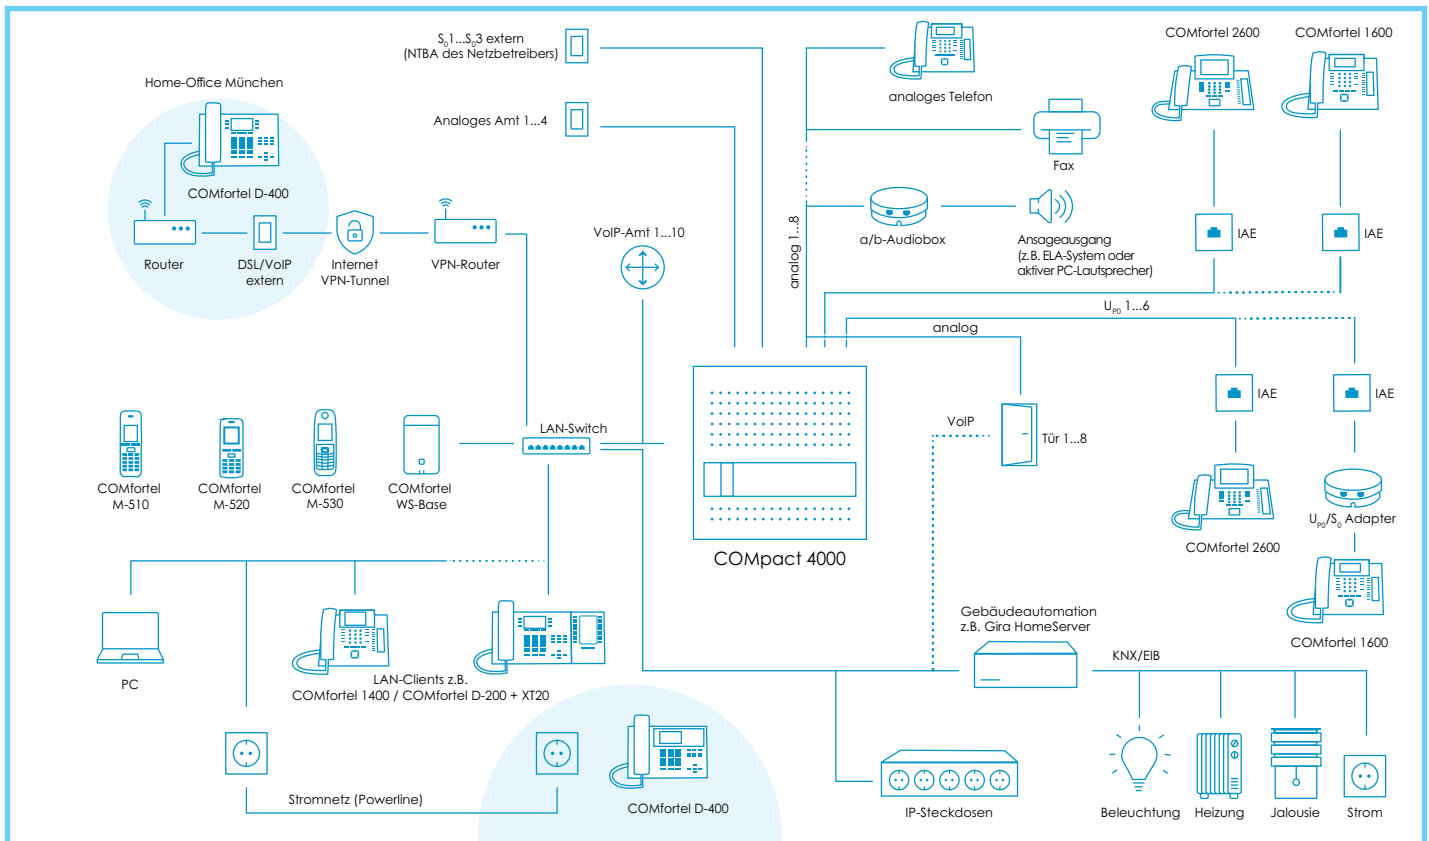 S₀1...S₀3 extern
(NTBA des Netzbetreibers)
Analoges Amt 1...4
Home-Office München
COMfortel D-400
Router
DSL/VoIP
extern
Internet
VPN-Tunnel
VPN-Router
VoIP-Amt 1...10
analoges Telefon
Fax
a/b-Audiobox
Ansageausgang
(z.B. ELA-System oder
aktiver PC-Lautsprecher)
analog 1...8
COMfortel 2600
COMfortel 1600
IAE
IAE
Uₚ₀ 1...6
analog
IAE
IAE
VoIP
Tür 1...8
COMfortel 2600
Uₚ₀/S₀ Adapter
COMfortel 1600
LAN-Switch
COMfortel
M-510
COMfortel
M-520
COMfortel
M-530
COMfortel
WS-Base
COMpact 4000
PC
LAN-Clients z.B.
COMfortel 1400 / COMfortel D-200 + XT20
Stromnetz (Powerline)
COMfortel D-400
Gebäudeautomation
z.B. Gira HomeServer
KNX/EIB
IP-Steckdosen
Beleuchtung
Heizung
Jalousie
Strom